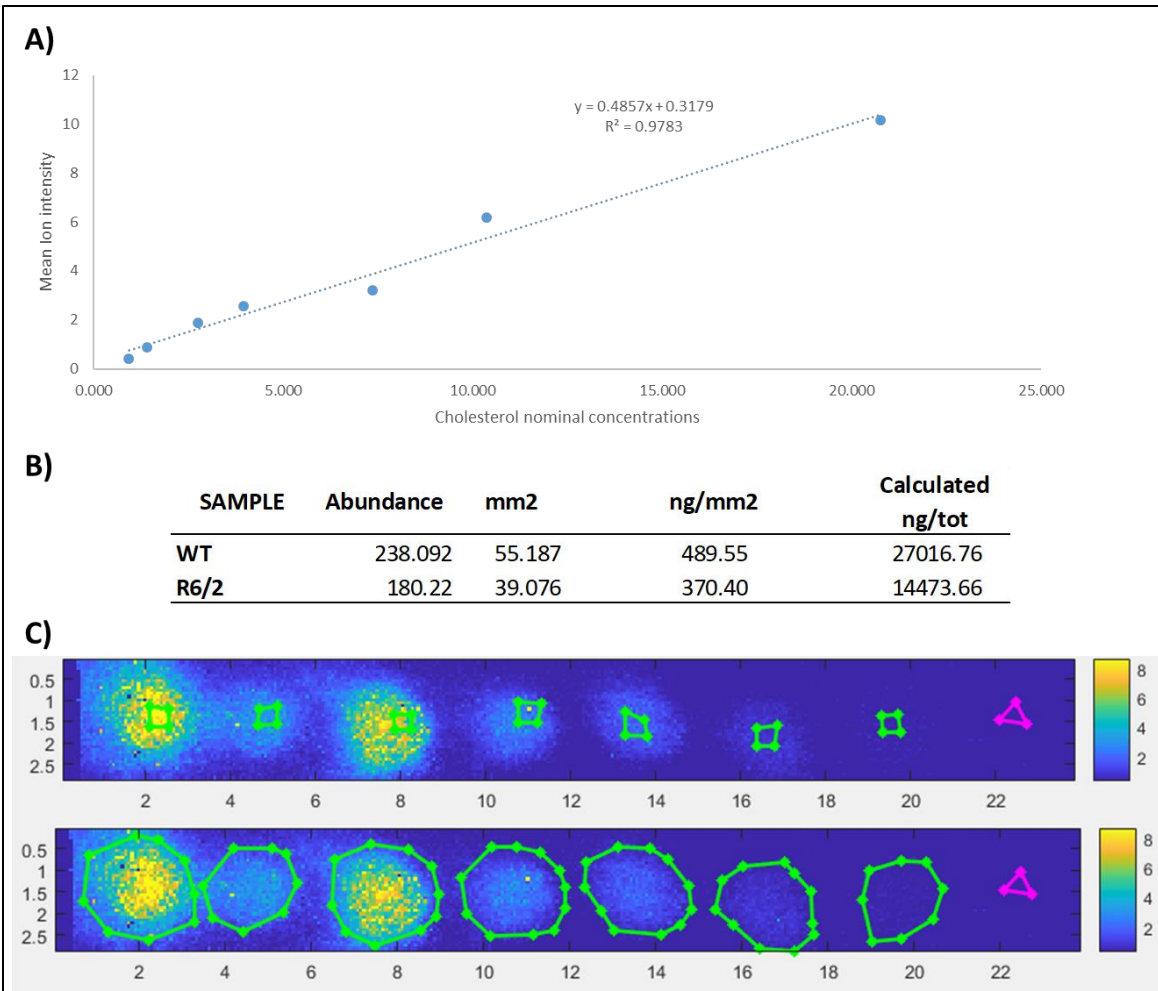 A)
12
10
8
6
4
2
0
Mean Ion intensity
y = 0.4857x + 0.3179
R² = 0.9783
0.000 5.000 10.000 15.000 20.000 25.000
Cholesterol nominal concentrations
B)
SAMPLE Abundance mm2 ng/mm2 Calculated
ng/tot
WT 238.092 55.187 489.55 27016.76
R6/2 180.22 39.076 370.40 14473.66
C)
0.5
1
1.5
2
2.5
2 4 6 8 10 12 14 16 18 20 22
8
6
4
2
0.5
1
1.5
2
2.5
2 4 6 8 10 12 14 16 18 20 22
8
6
4
2